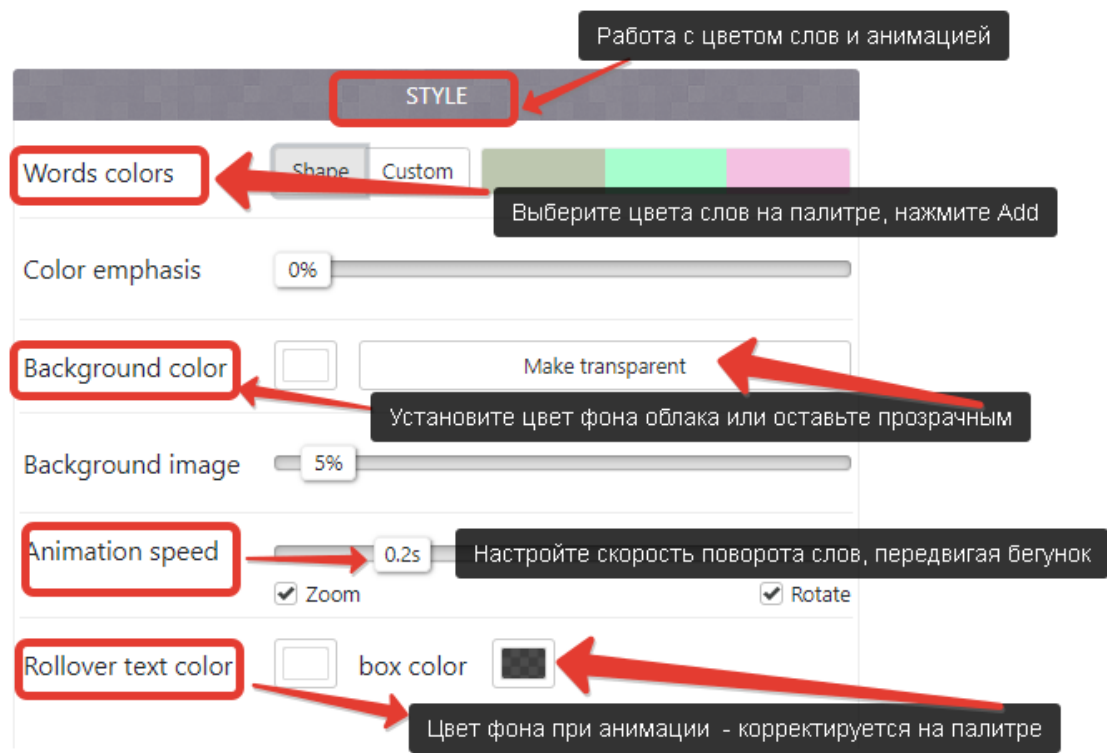 Работа с цветом слов и анимацией
STYLE
Words colors Shape Custom
Выберите цвета слов на палитре, нажмите Add
Color emphasis 0%
Background color Make transparent
Установите цвет фона облака или оставьте прозрачным
Background image 5%
Animation speed 0.2s Настройте скорость поворота слов, передвигая бегунок
Zoom Rotate
Rollover text color box color
Цвет фона при анимации - корректируется на палитре